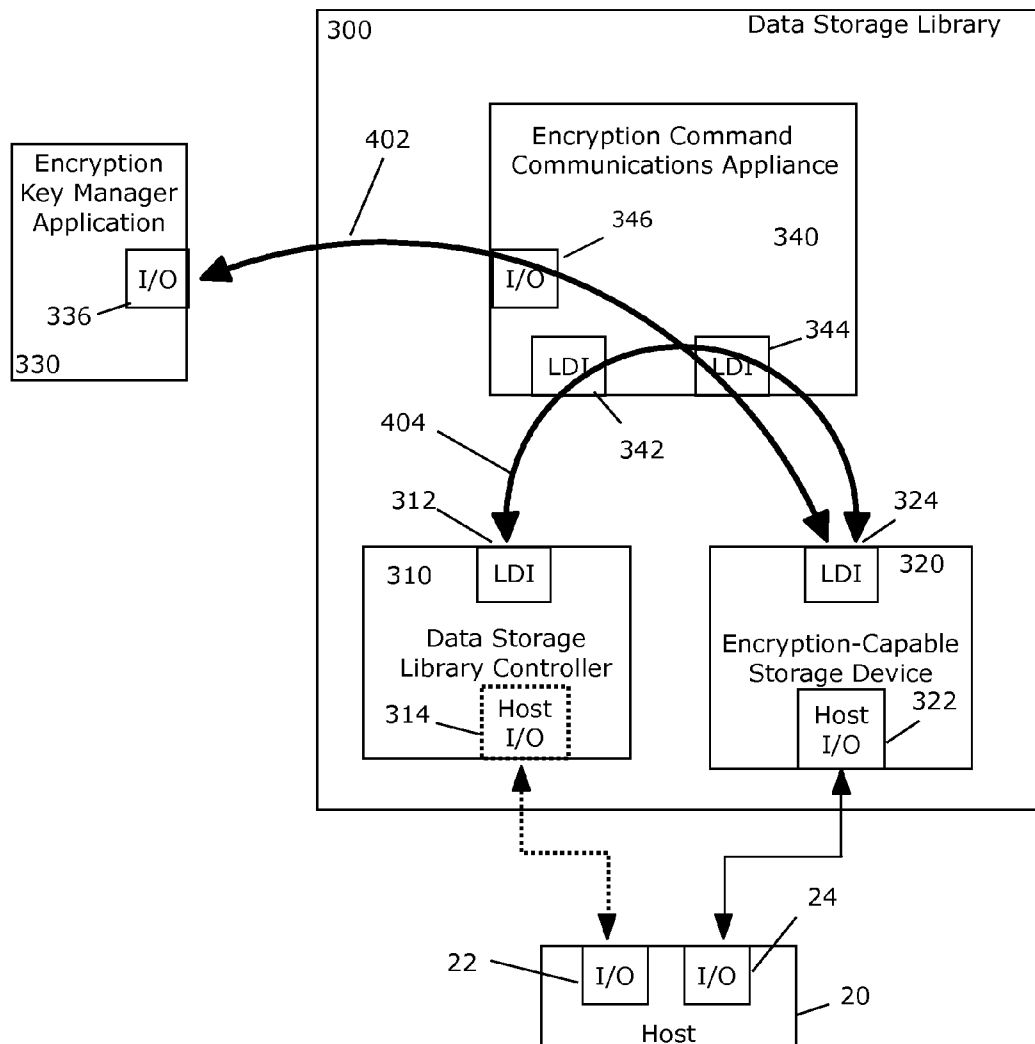 300
Data Storage Library
Encryption
Key Manager
Application
I/O
336
330
402
Encryption Command
Communications Appliance
346
340
I/O
344
LDI
LDI
342
404
312
324
310
LDI
Data Storage
Library Controller
314
Host
I/O
LDI
320
Encryption-Capable
Storage Device
322
Host
I/O
22
24
I/O
I/O
20
Host